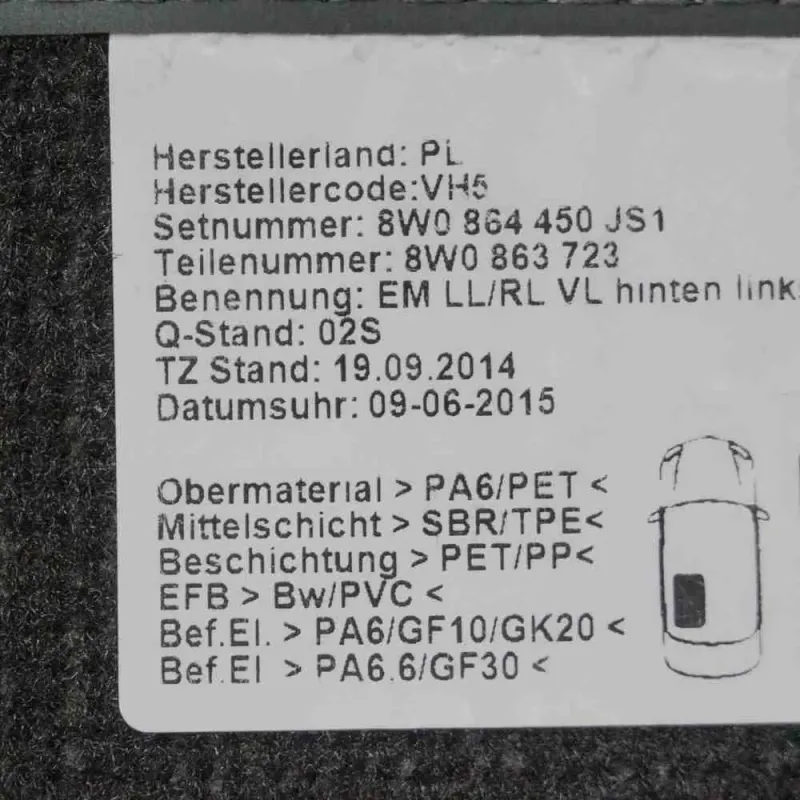 Herstellerland: PL
Herstellercode:VH5
Setnummer: 8W0 864 450 JS1
Teilenummer: 8W0 863 723
Benennung: EM LL/RL VL hinten links
Q-Stand: 02S
TZ Stand: 19.09.2014
Datumsuhr: 09-06-2015
Obermaterial > PA6/PET <
Mittelschicht > SBR/TPE<
Beschichtung > PET/PP<
EFB > Bw/PVC <
Bef.El. > PA6/GF10/GK20 <
Bef.El > PA6.6/GF30 <